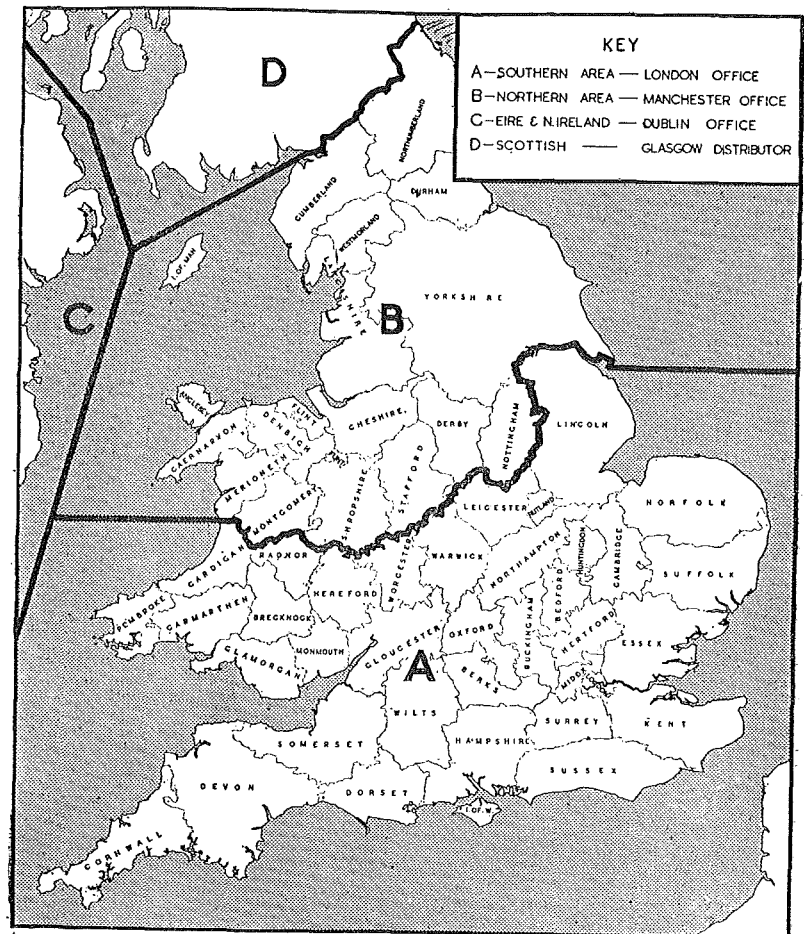 KEY
A—SOUTHERN AREA — LONDON OFFICE
B—NORTHERN AREA — MANCHESTER OFFICE
C—EIRE & N. IRELAND — DUBLIN OFFICE
D—SCOTTISH — GLASGOW DISTRIBUTOR
D
NORTHUMBERLAND
CUMBERLAND
DURHAM
WESTMORLAND
I. OF. MAN
YORKSHIRE
C
B
ANGLESEY
FLINT
CAERNARVON
DENBIGH
CHESHIRE
DERBY
NOTTINGHAM
LINCOLN
MERIONETH
MONTGOMERY
SHROPSHIRE
STAFFORD
LEICESTER
RUTLAND
NORFOLK
CARDIGAN
RADNOR
WORCESTER
WARWICK
NORTHAMPTON
HUNTINGDON
CAMBRIDGE
SUFFOLK
PEMBROKE
CARMARTHEN
BRECKNOCK
HEREFORD
BEDFORD
BUCKINGHAM
HERTFORD
ESSEX
GLAMORGAN
MONMOUTH
GLOUCESTER
OXFORD
A
BERKS
MIDDX
WILTS
SOMERSET
HAMPSHIRE
SURREY
KENT
SUSSEX
DEVON
DORSET
I. OF. W.
CORNWALL